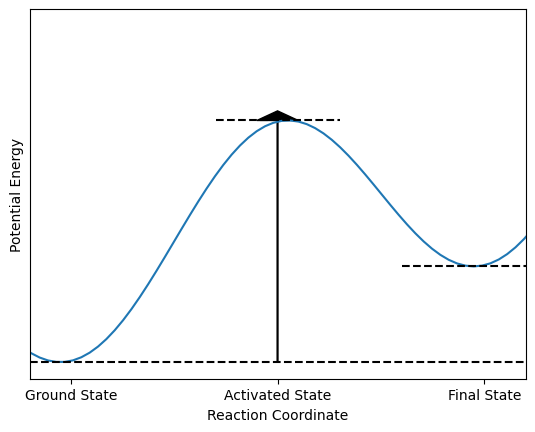 Potential Energy
Ground State Activated State Final State
Reaction Coordinate